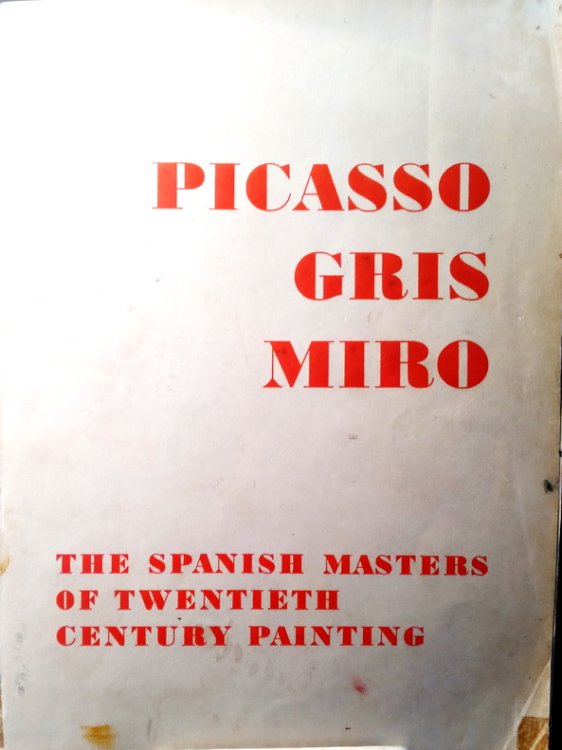 PICASSO
GRIS
MIRO
THE SPANISH MASTERS
OF TWENTIETH
CENTURY PAINTING